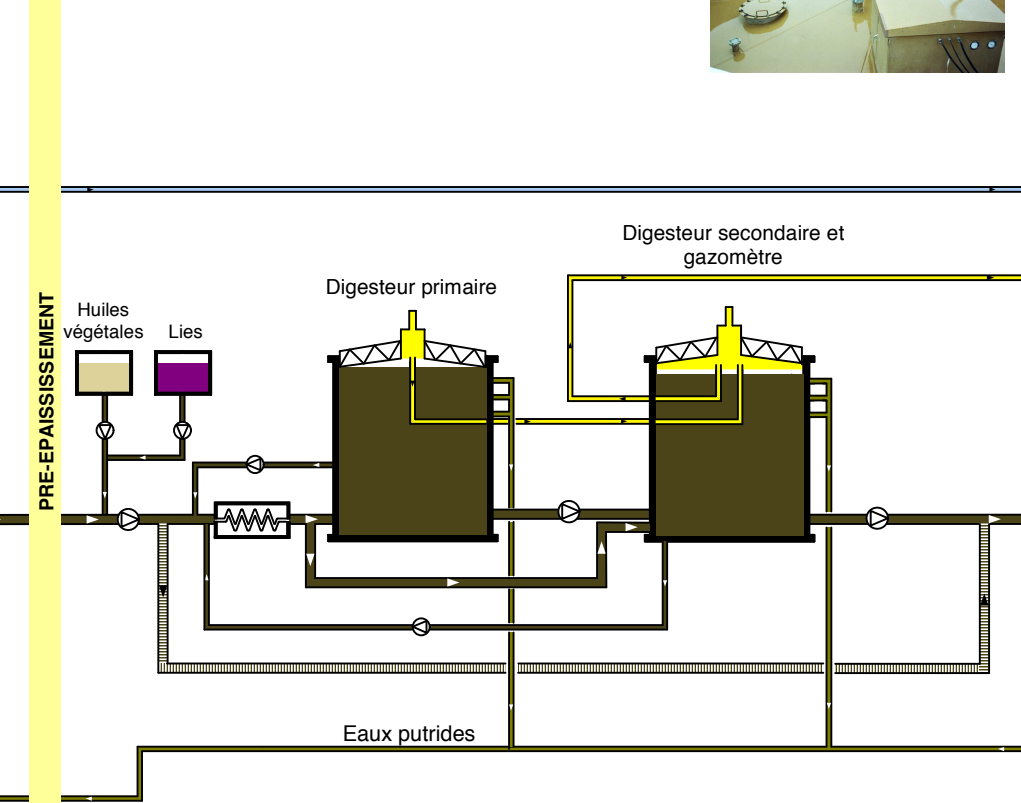 Digesteur secondaire et
gazomètre
Digesteur primaire
Huiles
végétales
Lies
PRE-EPAISSISSEMENT
Eaux putrides